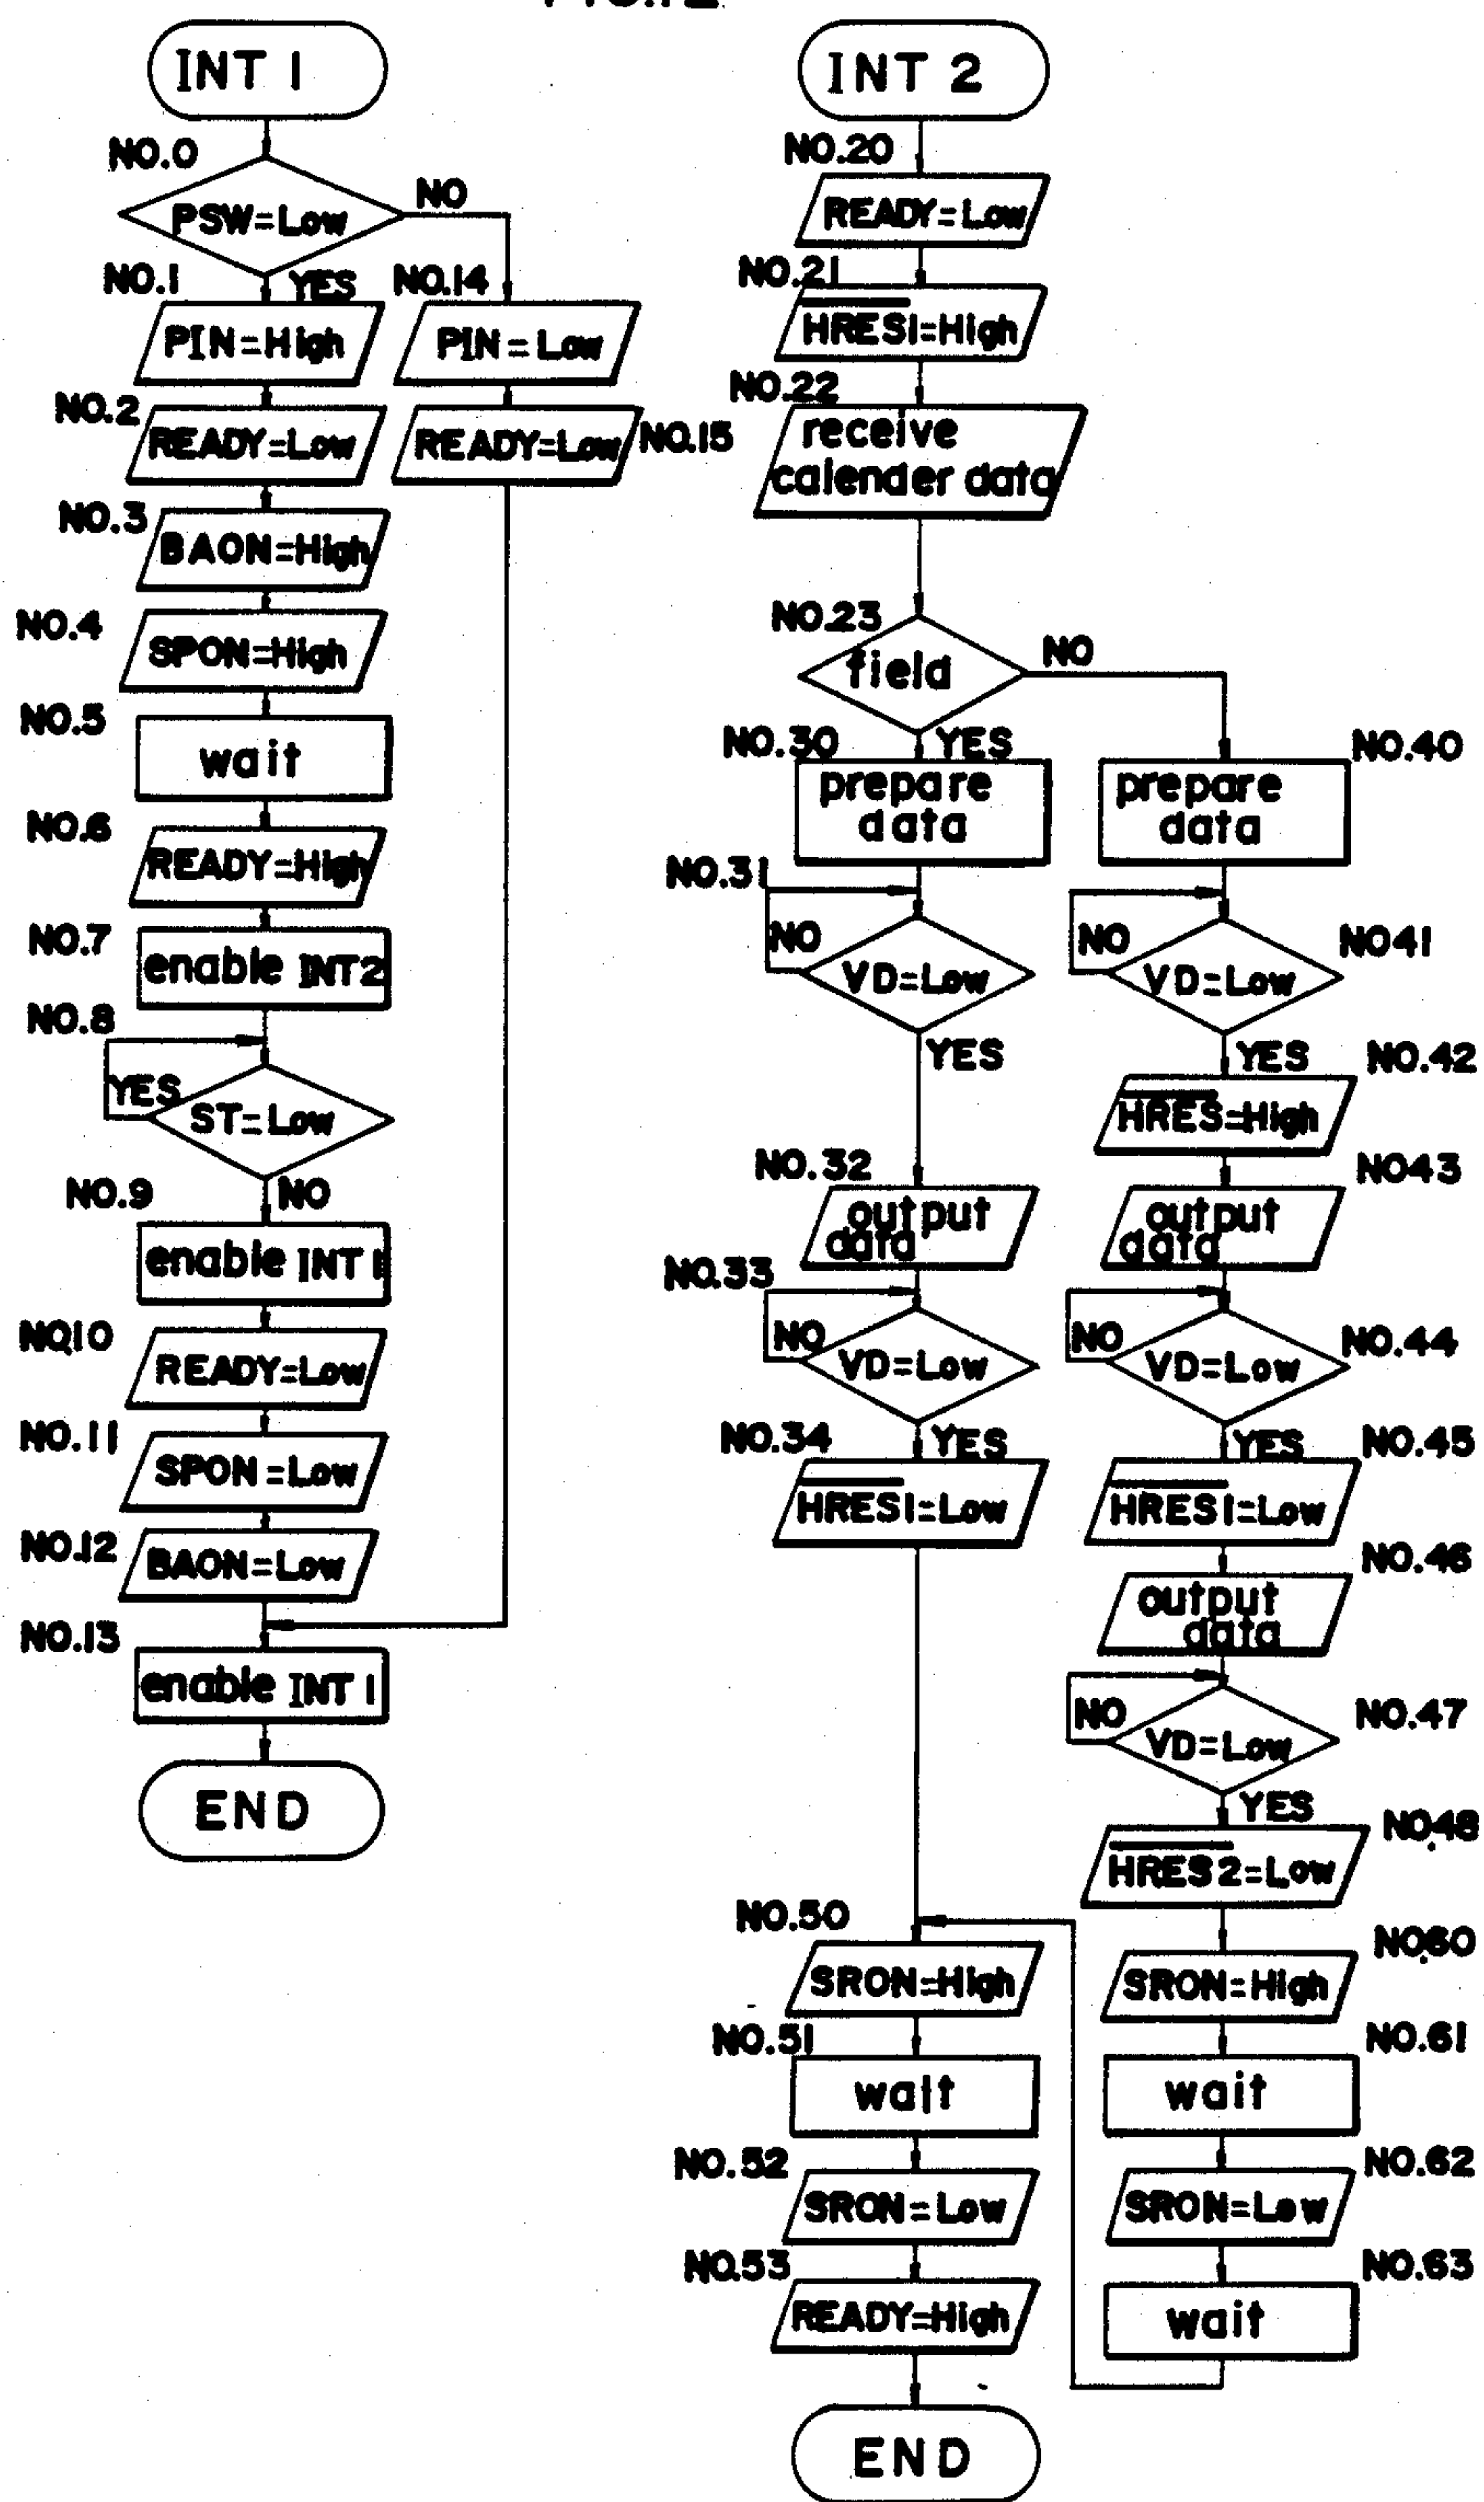 INT 1
NO.0
PSW=Low
NO
NO.1
YES
PIN=High
NO.14
PIN=Low
NO.2
READY=Low
READY=Low
NO.15
NO.3
BAON=High
NO.4
SPON=High
NO.5
wait
NO.6
READY=High
NO.7
enable INT2
NO.8
YES
ST=Low
NO.9
NO
enable INT 1
NO.10
READY=Low
NO.11
SPON=Low
NO.12
BAON=Low
NO.13
enable INT 1
END
INT 2
NO.20
READY=Low
NO.21
HRES1=High
NO.22
receive
calender data
NO.23
field
NO
NO.30
YES
prepare
data
NO.31
NO
VD=Low
YES
NO.32
output
data
NO.33
NO
VD=Low
NO.34
YES
HRES1=Low
NO.40
prepare
data
NO41
NO
VD=Low
YES
NO.42
HRES=High
NO43
output
data
NO.44
NO
VD=Low
YES
NO.45
HRES1=Low
NO.46
output
data
NO.47
NO
VD=Low
YES
NO.48
HRES2=Low
NO.60
SRON=High
NO.61
wait
NO.62
SRON=Low
NO.63
wait
NO.50
SRON=High
NO.51
wait
NO.52
SRON=Low
NO.53
READY=High
END